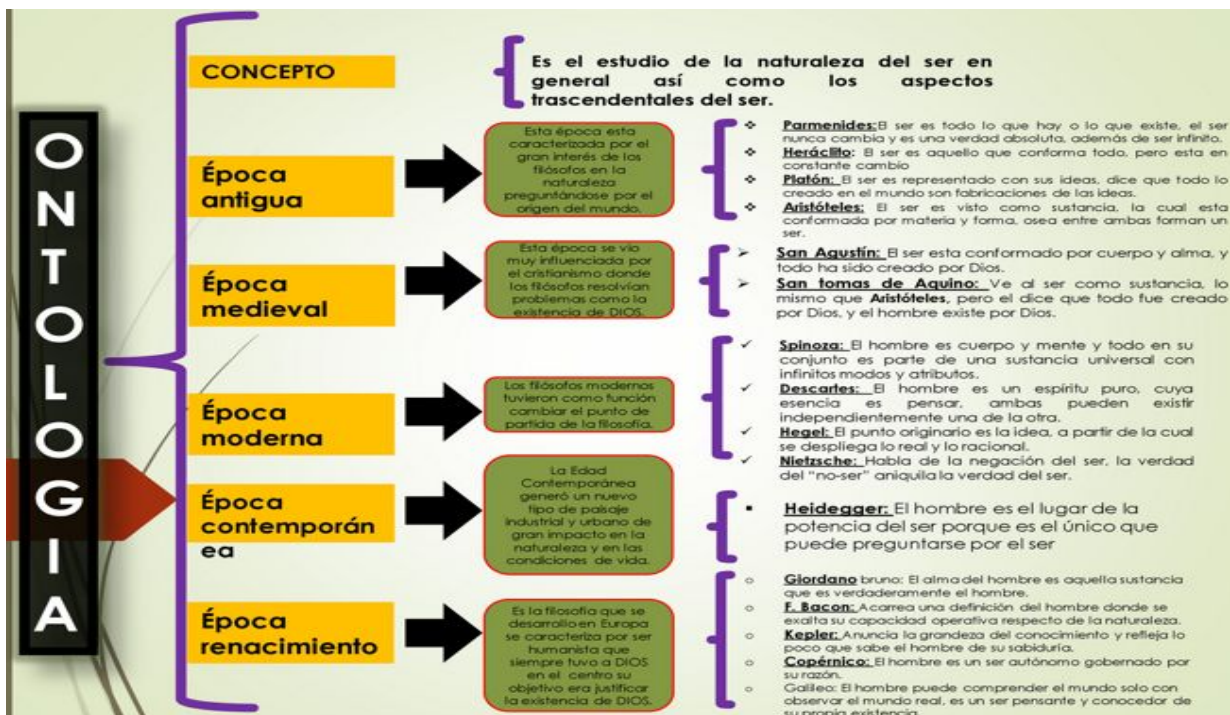 ONTOLOGIA
CONCEPTO
Es el estudio de la naturaleza del ser en
general así como los aspectos
trascendentales del ser.
Época
antigua
Esta época esta
caracterizada por el
gran interés de los
filósofos en la
naturaleza
preguntándose por el
origen del mundo.
❖ Parmenides:El ser es todo lo que hay o lo que existe, el ser
nunca cambia y es una verdad absoluta, además de ser infinito.
❖ Heráclito: El ser es aquello que conforma todo, pero esta en
constante cambio
❖ Platón: El ser es representado con sus ideas, dice que todo lo
creado en el mundo son fabricaciones de las ideas.
❖ Aristóteles: El ser es visto como sustancia, la cual esta
conformada por materia y forma, osea entre ambas forman un
ser.
Época
medieval
Esta época se vio
muy influenciada por
el cristianismo donde
los filósofos resolvían
problemas como la
existencia de DIOS.
➢ San Agustín: El ser esta conformado por cuerpo y alma, y
todo ha sido creado por Dios.
➢ San tomas de Aquino: Ve al ser como sustancia, lo
mismo que Aristóteles, pero el dice que todo fue creado
por Dios, y el hombre existe por Dios.
Época
moderna
Los filósofos modernos
tuvieron como función
cambiar el punto de
partida de la filosofía.
✓ Spinoza: El hombre es cuerpo y mente y todo en su
conjunto es parte de una sustancia universal con
infinitos modos y atributos.
✓ Descartes: El hombre es un espíritu puro, cuya
esencia es pensar, ambas pueden existir
independientemente una de la otra.
✓ Hegel: El punto originario es la idea, a partir de la cual
se despliega lo real y lo racional.
✓ Nietzsche: Habla de la negación del ser, la verdad
del "no-ser" aniquila la verdad del ser.
Época
contemporán
ea
La Edad
Contemporánea
generó un nuevo
tipo de paisaje
industrial y urbano de
gran impacto en la
naturaleza y en las
condiciones de vida.
▪ Heidegger: El hombre es el lugar de la
potencia del ser porque es el único que
puede preguntarse por el ser
Época
renacimiento
Es la filosofía que se
desarrollo en Europa
se caracteriza por ser
humanista que
siempre tuvo a DIOS
en el centro su
objetivo era justificar
la existencia de DIOS.
o Giordano bruno: El alma del hombre es aquella sustancia
que es verdaderamente el hombre.
o F. Bacon: Acarrea una definición del hombre donde se
exalta su capacidad operativa respecto de la naturaleza.
o Kepler: Anuncia la grandeza del conocimiento y refleja lo
poco que sabe el hombre de su sabiduría.
o Copérnico: El hombre es un ser autónomo gobernado por
su razón.
o Galileo: El hombre puede comprender el mundo solo con
observar el mundo real, es un ser pensante y conocedor de
su propia existencia